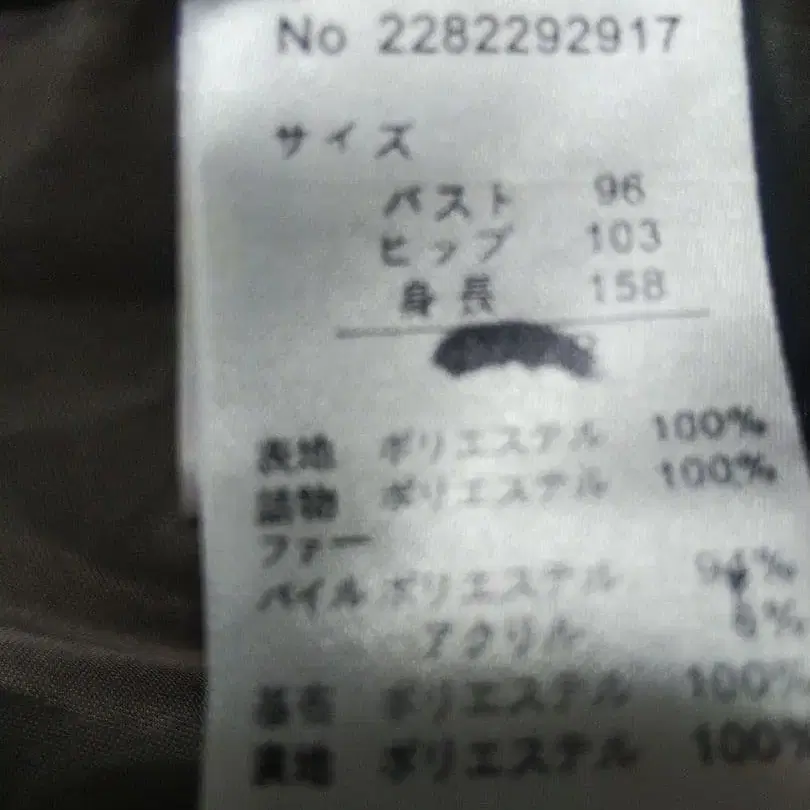 No 2282292917
サイズ
バスト 96
ヒップ 103
身長 158
表地 ポリエステル 100%
詰物 ポリエステル 100%
ファー
パイル ポリエステル 94%
アクリル 6%
基布 ポリエステル 100%
裏地 ポリエステル 100%